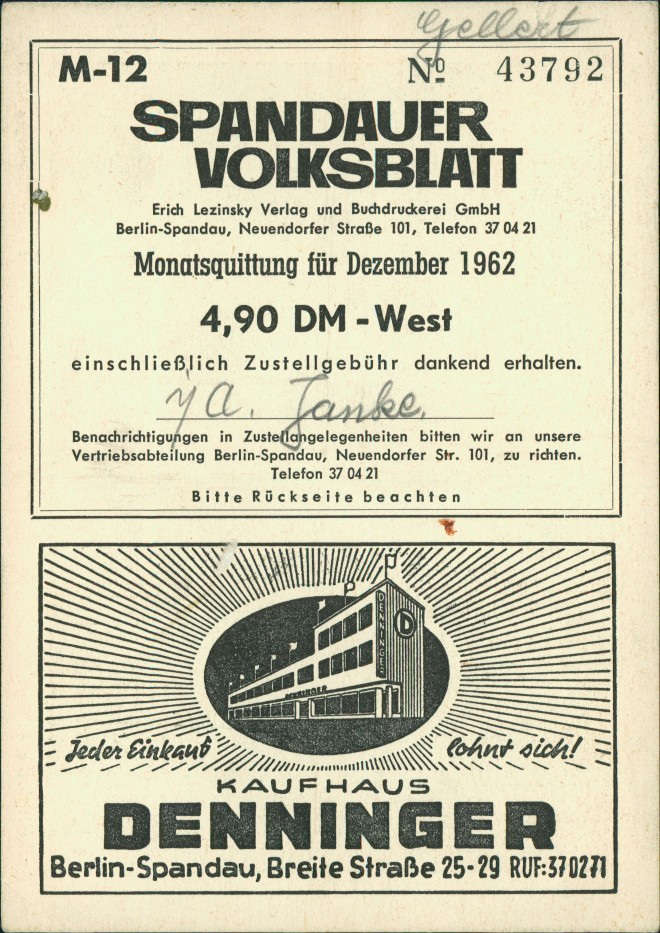 Gellert
M-12 Nº 43792
SPANDAUER
VOLKSBLATT
Erich Lezinsky Verlag und Buchdruckerei GmbH
Berlin-Spandau, Neuendorfer Straße 101, Telefon 37 04 21
Monatsquittung für Dezember 1962
4,90 DM - West
einschließlich Zustellgebühr dankend erhalten.
i/A. Janke.
Benachrichtigungen in Zustellangelegenheiten bitten wir an unsere
Vertriebsabteilung Berlin-Spandau, Neuendorfer Str. 101, zu richten.
Telefon 37 04 21
Bitte Rückseite beachten
DENNINGER
D
DENNINGER
Jeder Einkauf lohnt sich!
KAUFHAUS
DENNINGER
Berlin-Spandau, Breite Straße 25-29 RUF: 37 02 71